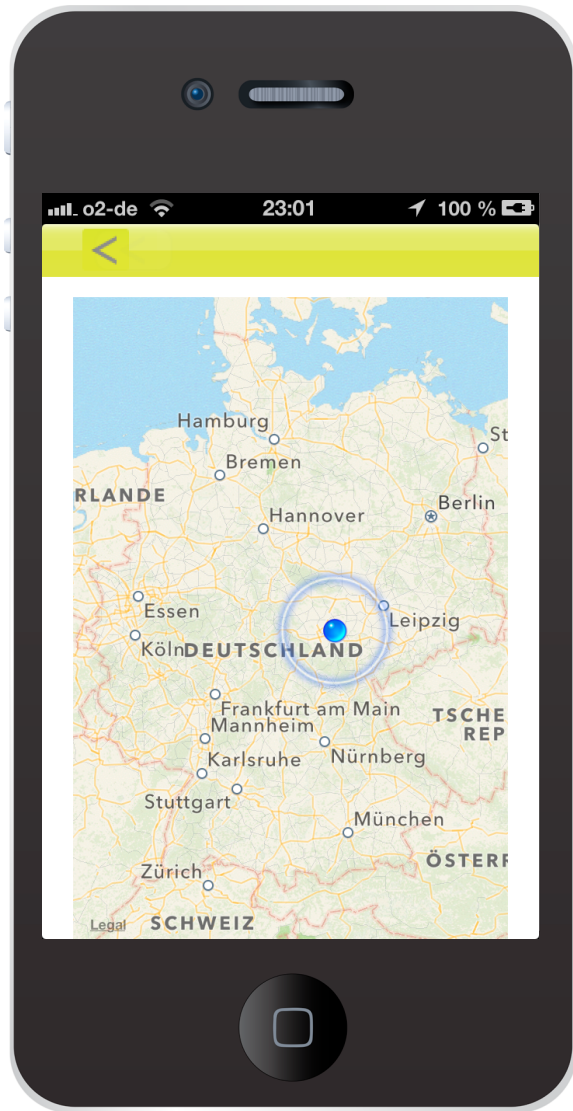 o2-de 23:01 100 %
<
Hamburg
St
Bremen
RLANDE
Berlin
Hannover
Essen
Leipzig
Köln
DEUTSCHLAND
Frankfurt am Main
TSCHE
Mannheim
REP
Nürnberg
Karlsruhe
Stuttgart
München
ÖSTERR
Zürich
Legal
SCHWEIZ